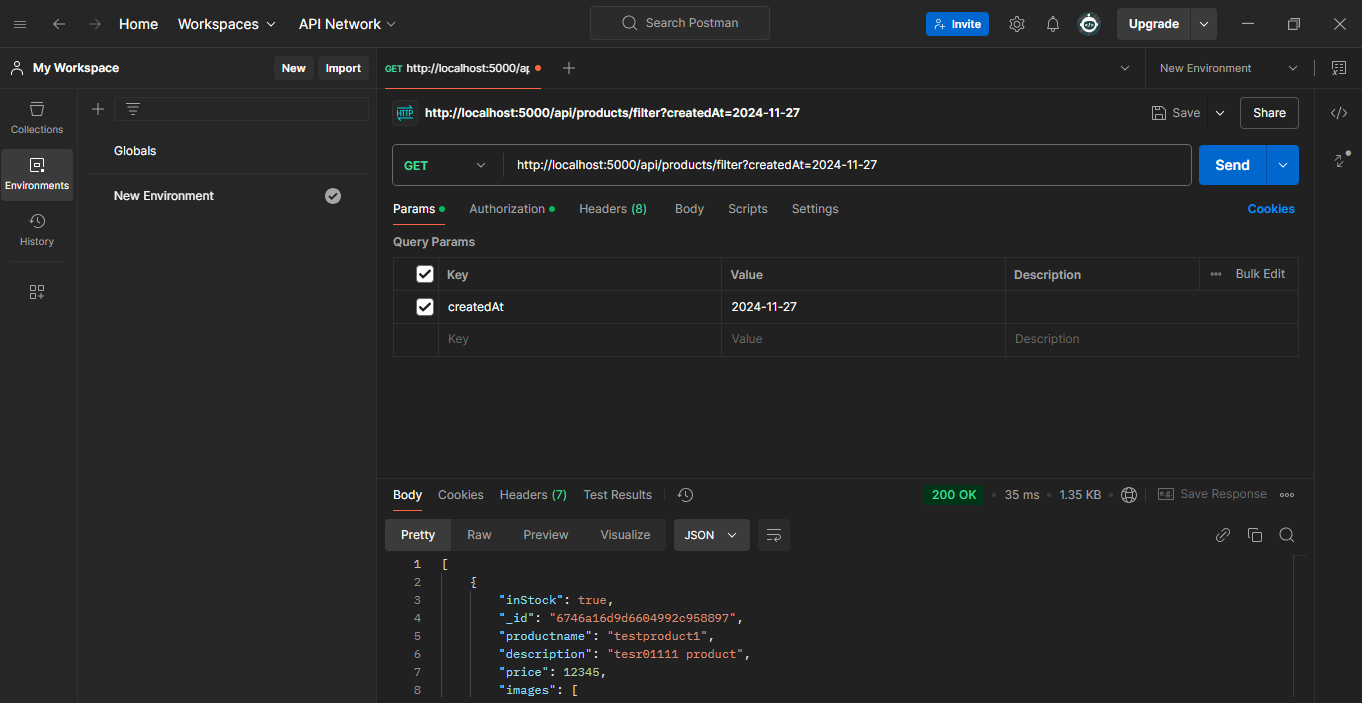 Home Workspaces API Network Search Postman Invite Upgrade
My Workspace New Import GET http://localhost:5000/ap New Environment
Collections
Environments
History
Globals
New Environment
HTTP http://localhost:5000/api/products/filter?createdAt=2024-11-27 Save Share
GET http://localhost:5000/api/products/filter?createdAt=2024-11-27 Send
Params Authorization Headers (8) Body Scripts Settings Cookies
Query Params
Key Value Description Bulk Edit
createdAt 2024-11-27
Key Value Description
Body Cookies Headers (7) Test Results 200 OK 35 ms 1.35 KB e.g. Save Response
Pretty Raw Preview Visualize JSON
1 [
2 {
3 "inStock": true,
4 "_id": "6746a16d9d6604992c958897",
5 "productname": "testproduct1",
6 "description": "tesr01111 product",
7 "price": 12345,
8 "images": [